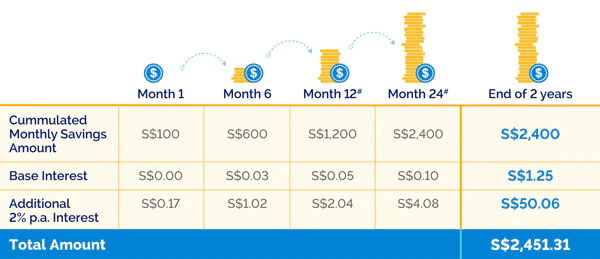 $ $ $ $ $
Month 1 Month 6 Month 12# Month 24# End of 2 years
Cummulated
Monthly Savings
Amount
S$100 S$600 S$1,200 S$2,400 S$2,400
Base Interest S$0.00 S$0.03 S$0.05 S$0.10 S$1.25
Additional
2% p.a. Interest
S$0.17 S$1.02 S$2.04 S$4.08 S$50.06
Total Amount S$2,451.31